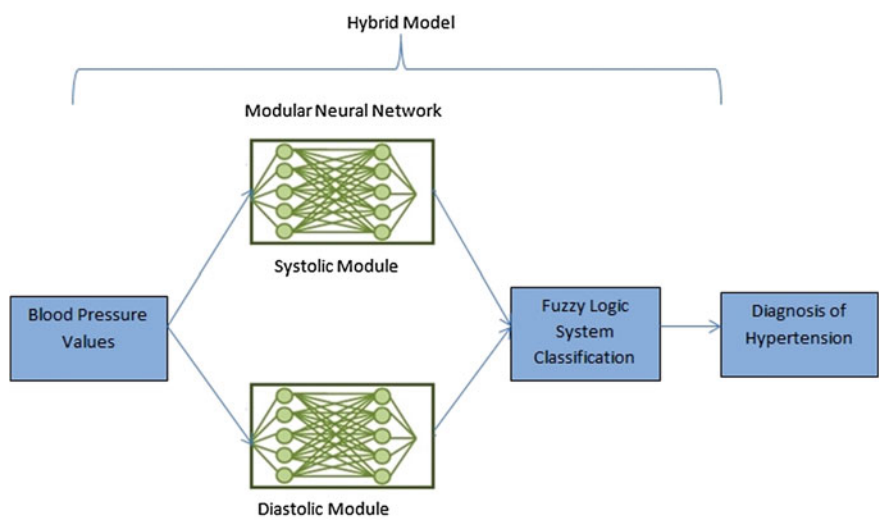 Hybrid Model
Modular Neural Network
Systolic Module
Blood Pressure
Values
Fuzzy Logic
System
Classification
Diagnosis of
Hypertension
Diastolic Module